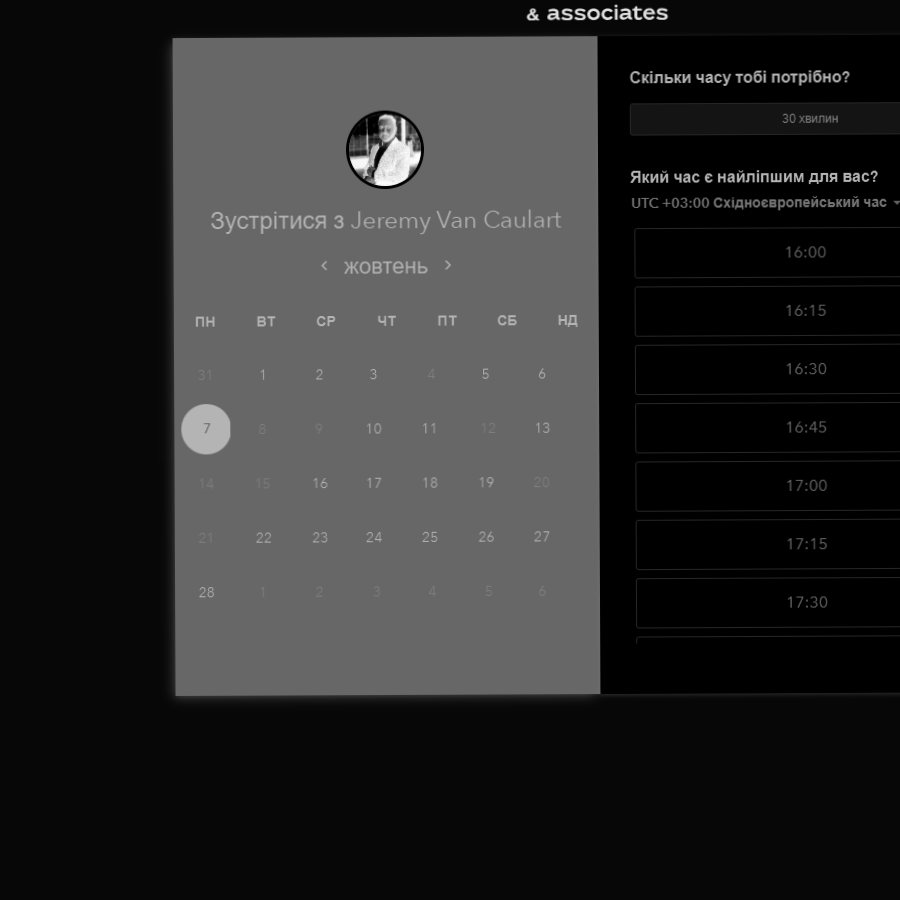 & associates
Зустрітися з Jeremy Van Caulart
< жовтень >
ПН ВТ СР ЧТ ПТ СБ НД
31 1 2 3 4 5 6
7 8 9 10 11 12 13
14 15 16 17 18 19 20
21 22 23 24 25 26 27
28 1 2 3 4 5 6
Скільки часу тобі потрібно?
30 хвилин
Який час є найліпшим для вас?
UTC +03:00 Східноєвропейський час
16:00
16:15
16:30
16:45
17:00
17:15
17:30